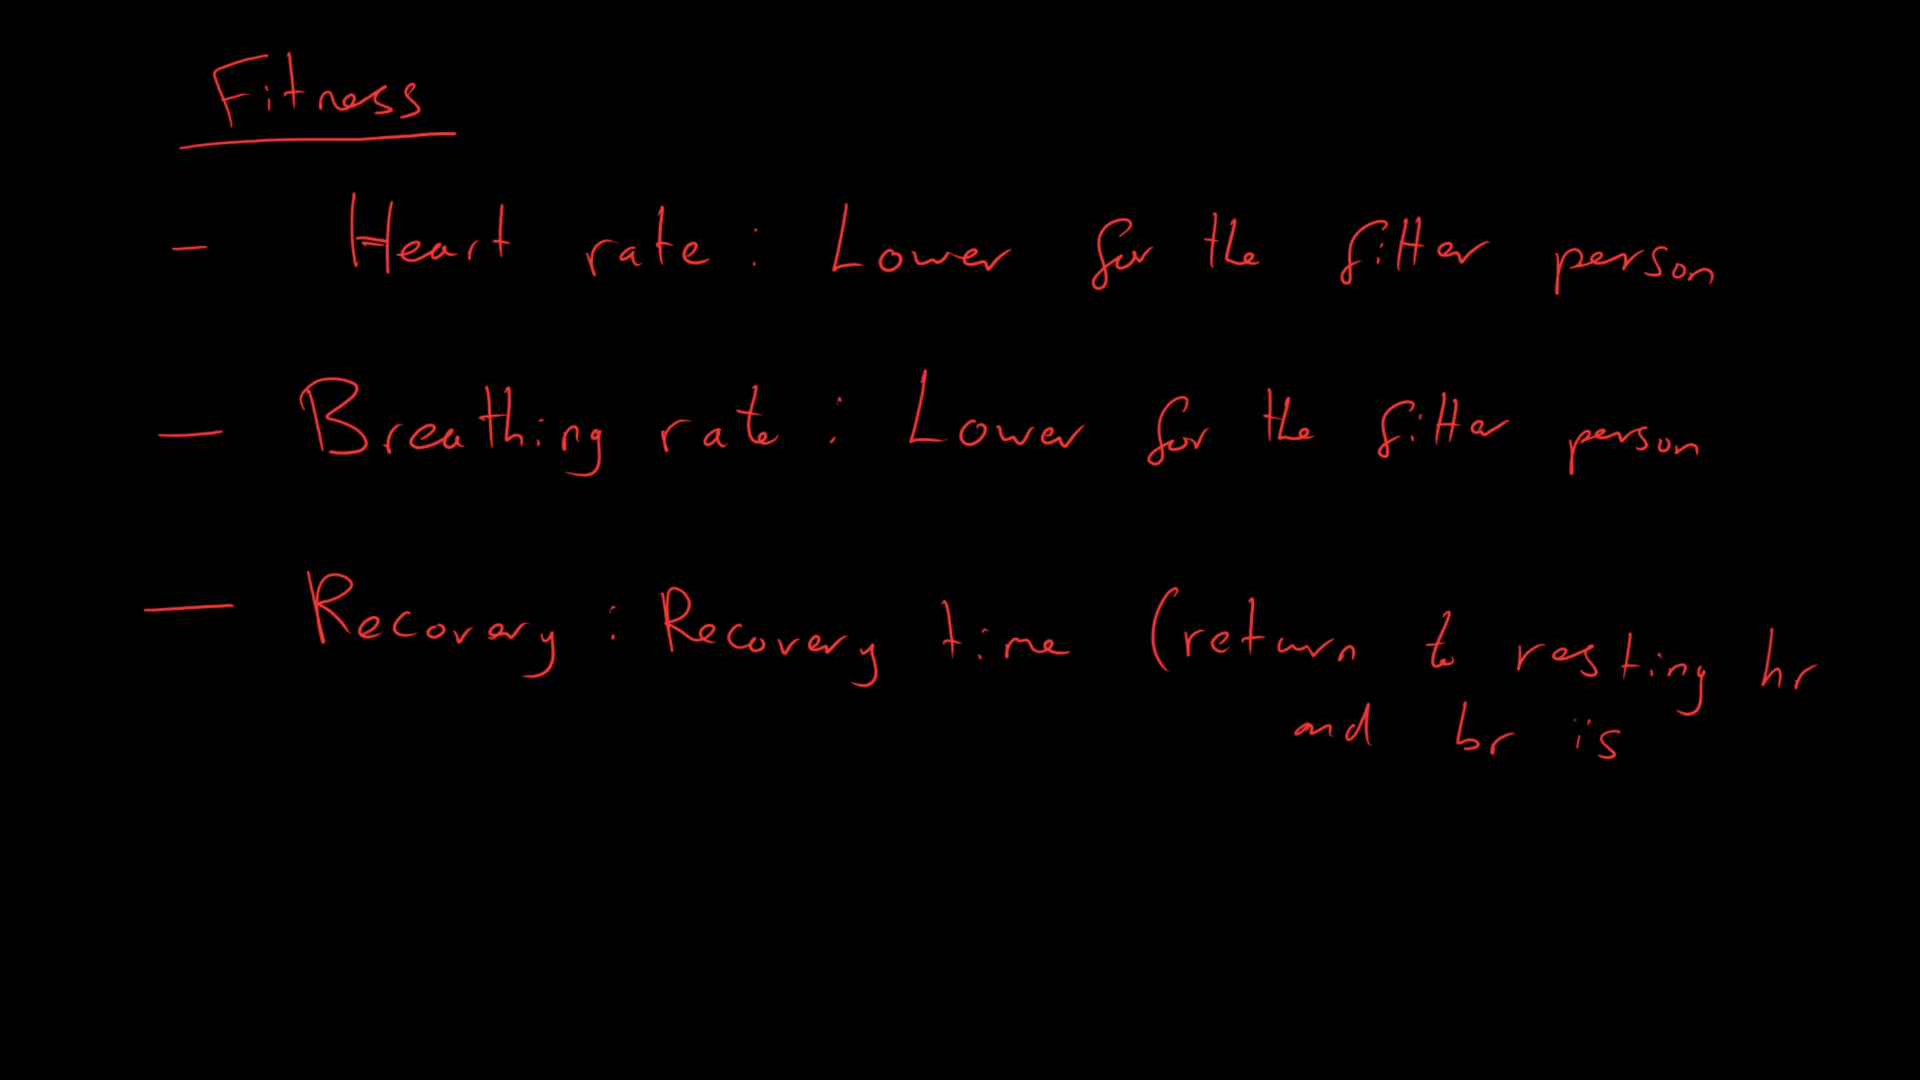 Fitness
- Heart rate : Lower for the fitter person
- Breathing rate : Lower for the fitter person
- Recovery : Recovery time (return to resting hr
and br is